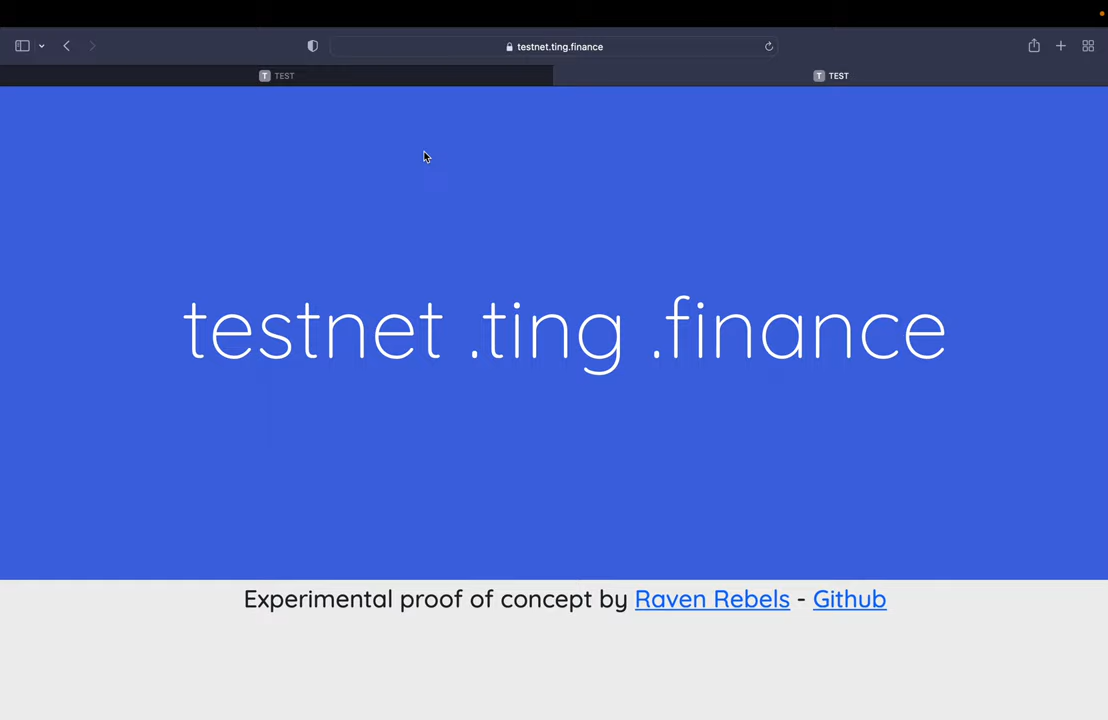 testnet.ting.finance
T TEST
T TEST
testnet .ting .finance
Experimental proof of concept by Raven Rebels - Github